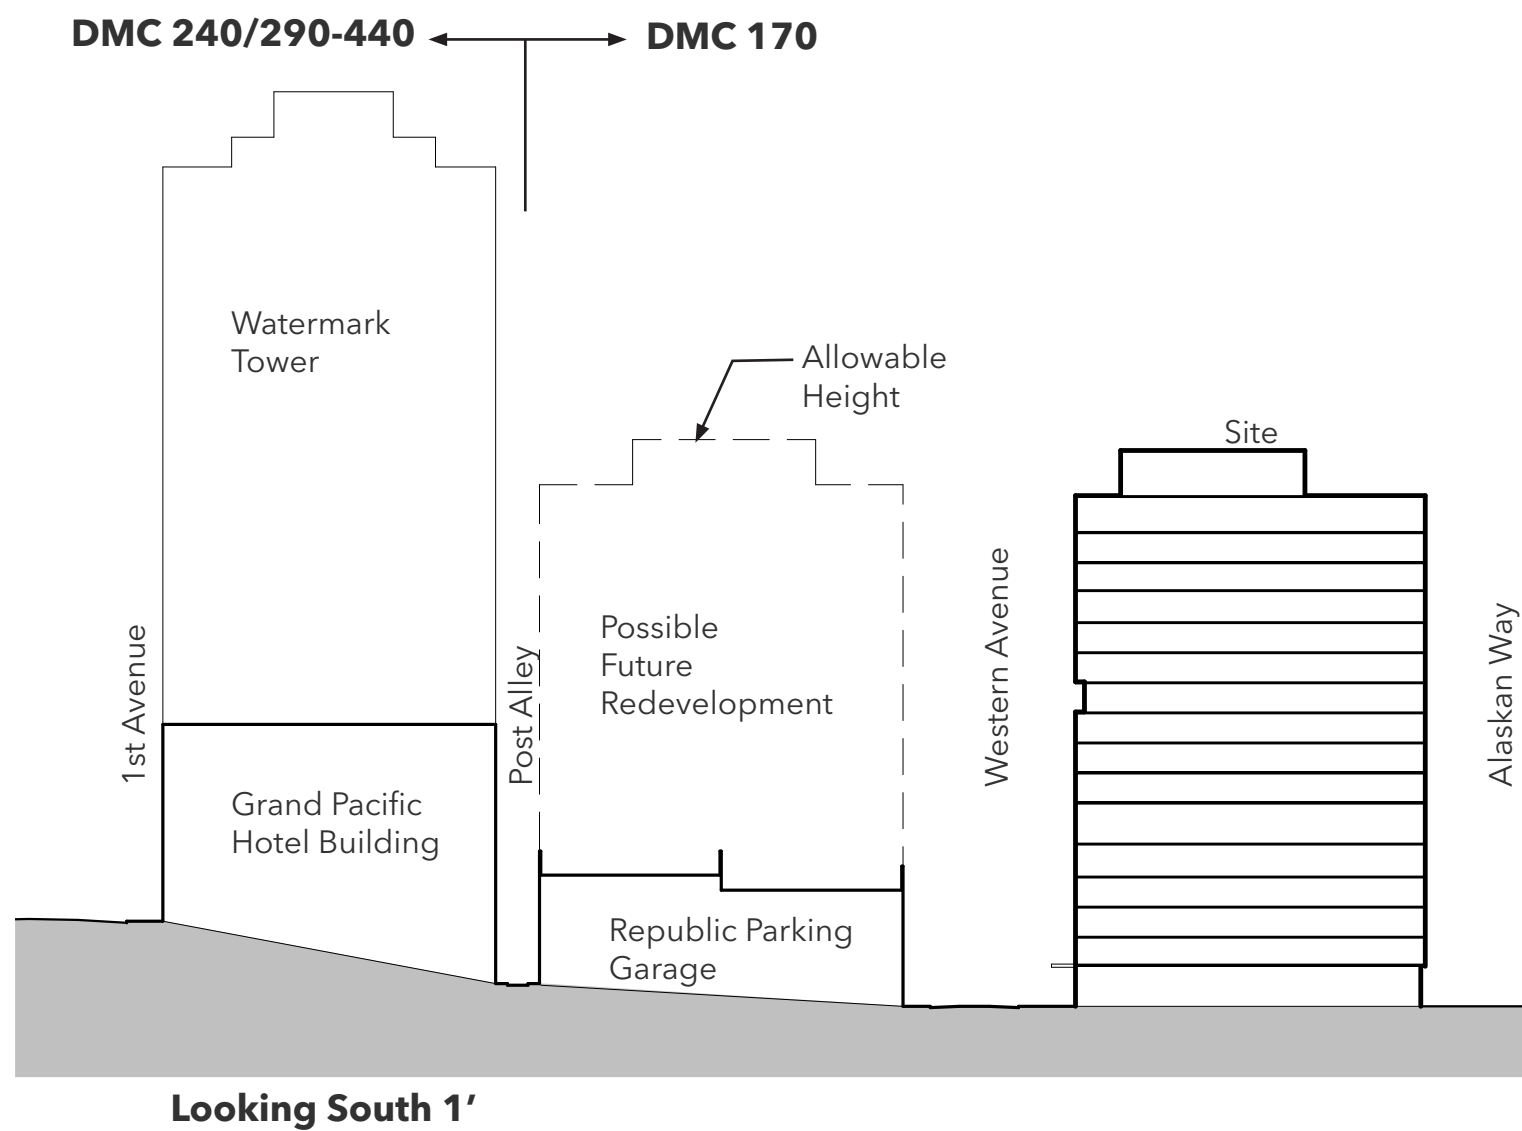 DMC 240/290-440
DMC 170
Watermark
Tower
Allowable
Height
Site
1st Avenue
Post Alley
Possible
Future
Redevelopment
Western Avenue
Alaskan Way
Grand Pacific
Hotel Building
Republic Parking
Garage
Looking South 1’